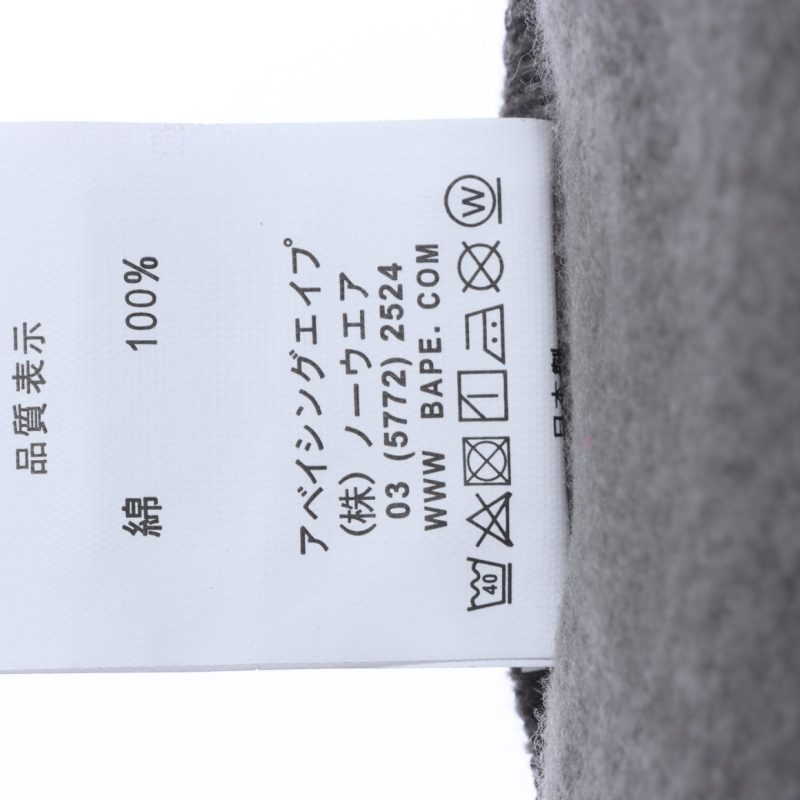 品質表示
綿 100%
アベイシングエイプ
(株)ノーウエア
03 (5772) 2524
WWW BAPE. COM
40 W